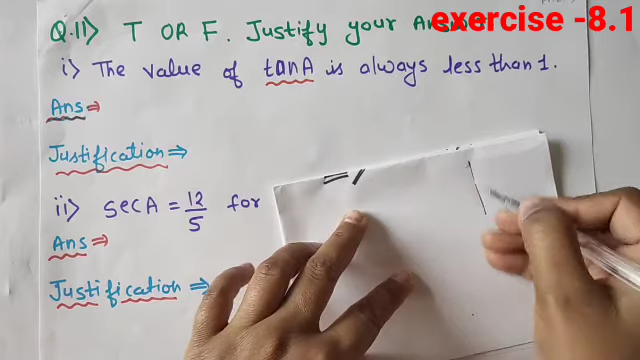 Q.11> T OR F. Justify your
exercise -8.1
i> The value of tanA is always less than 1.
Ans⇒
Justification⇒
ii> secA = 12/5 for
Ans⇒
Justification⇒